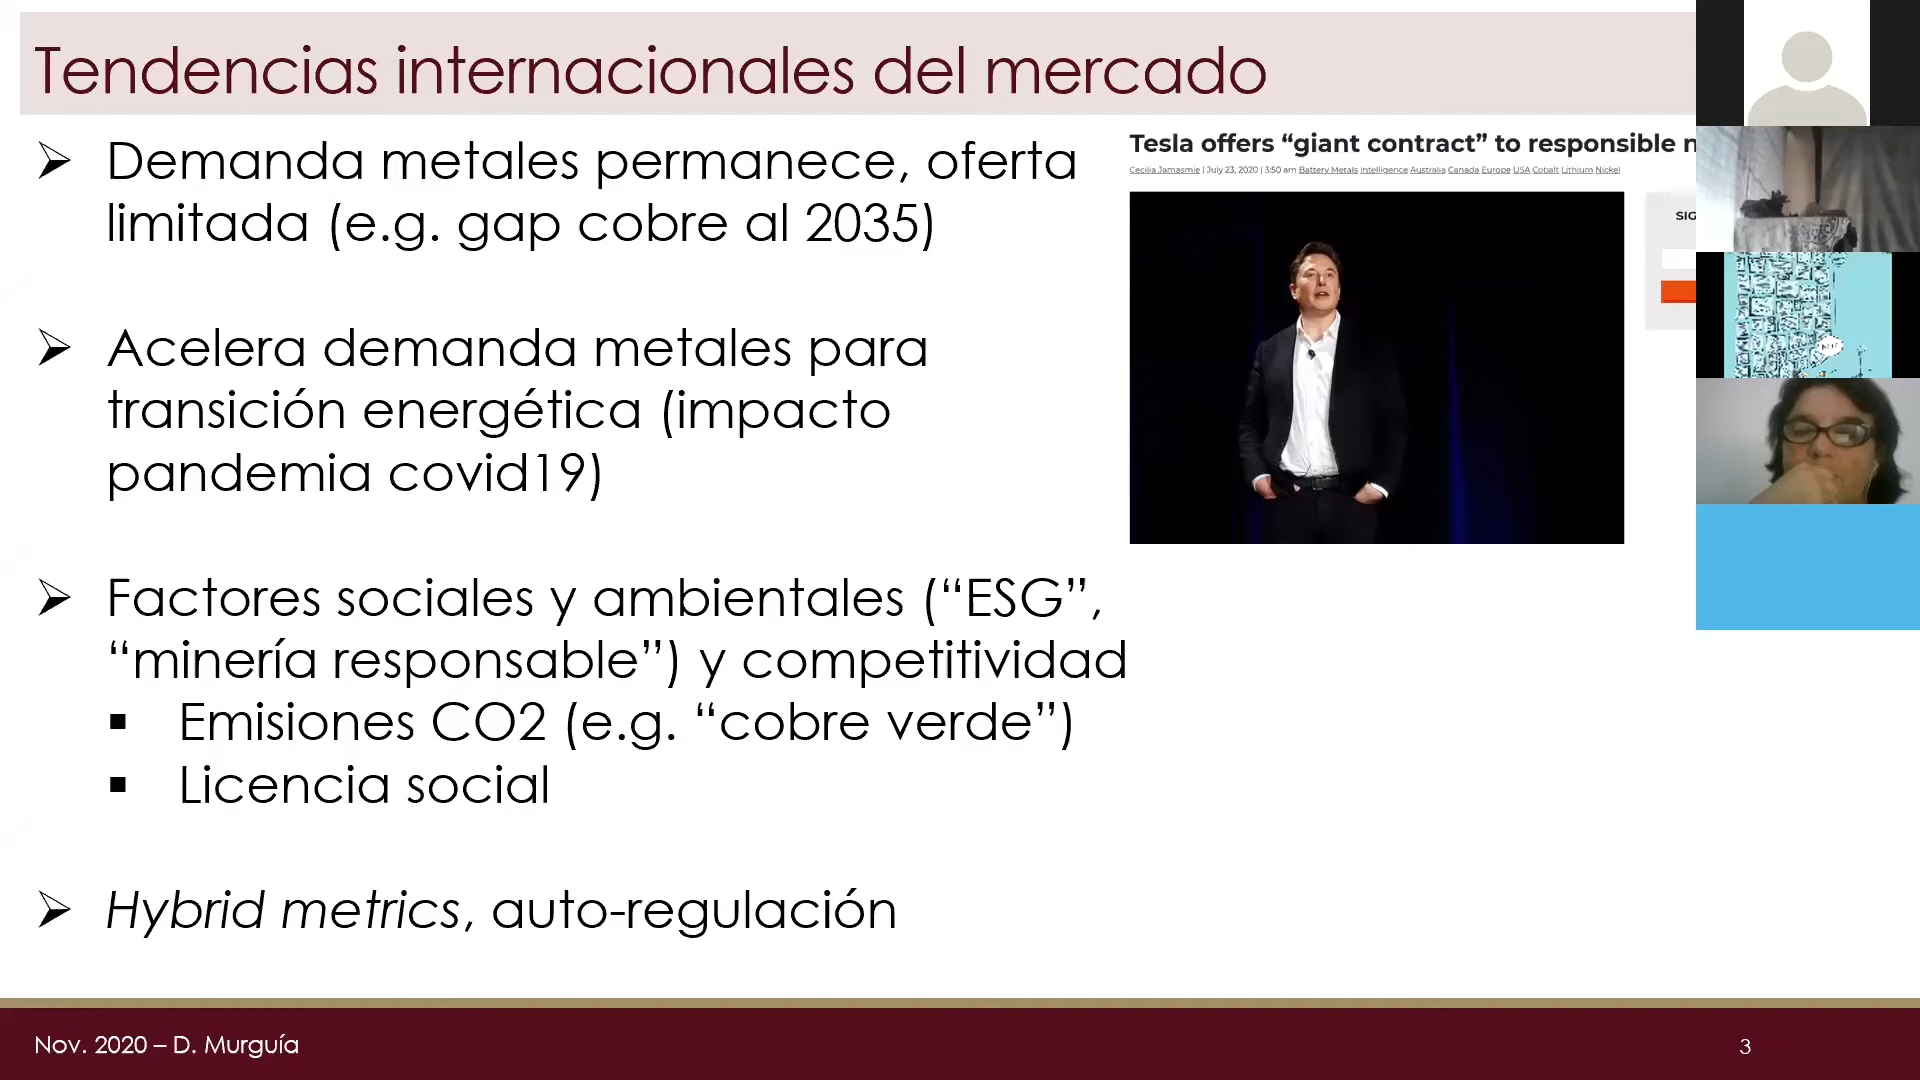 Tendencias internacionales del mercado
➢ Demanda metales permanece, oferta
limitada (e.g. gap cobre al 2035)
➢ Acelera demanda metales para
transición energética (impacto
pandemia covid19)
➢ Factores sociales y ambientales (“ESG”,
“minería responsable”) y competitividad
▪ Emisiones CO2 (e.g. “cobre verde”)
▪ Licencia social
➢ Hybrid metrics, auto-regulación
Tesla offers “giant contract” to responsible
Cecilia Jamasmie | July 23, 2020 | 3:50 am Battery Metals Intelligence Australia Canada Europe USA Cobalt Lithium Nickel
Nov. 2020 – D. Murguía
3